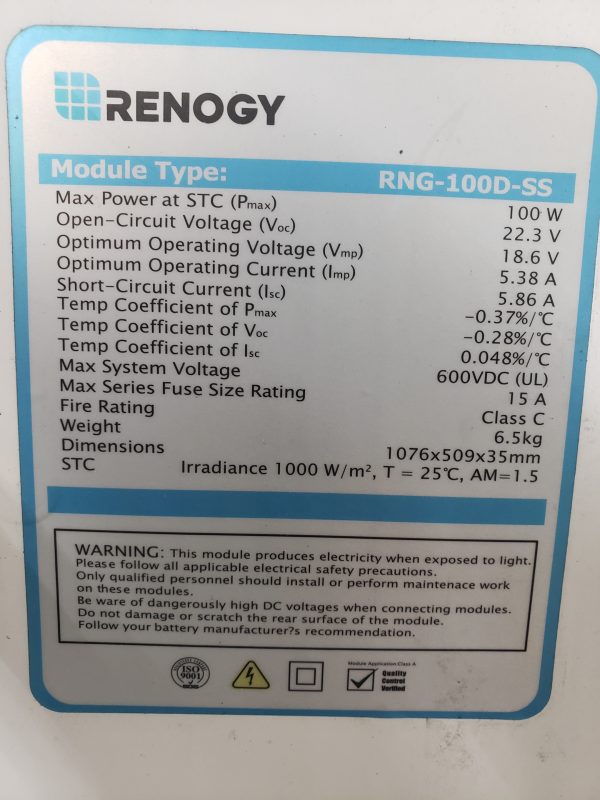 RENOGY
Module Type: RNG-100D-SS
Max Power at STC (Pmax) 100 W
Open-Circuit Voltage (Voc) 22.3 V
Optimum Operating Voltage (Vmp) 18.6 V
Optimum Operating Current (Imp) 5.38 A
Short-Circuit Current (Isc) 5.86 A
Temp Coefficient of Pmax -0.37%/℃
Temp Coefficient of Voc -0.28%/℃
Temp Coefficient of Isc 0.048%/℃
Max System Voltage 600VDC (UL)
Max Series Fuse Size Rating 15 A
Fire Rating Class C
Weight 6.5kg
Dimensions 1076x509x35mm
STC Irradiance 1000 W/m², T = 25℃, AM=1.5
WARNING: This module produces electricity when exposed to light.
Please follow all applicable electrical safety precautions.
Only qualified personnel should install or perform maintenace work
on these modules.
Be ware of dangerously high DC voltages when connecting modules.
Do not damage or scratch the rear surface of the module.
Follow your battery manufacturer?s recommendation.
Module Application:Class A
ISO
9001
Quality
Control
Verified